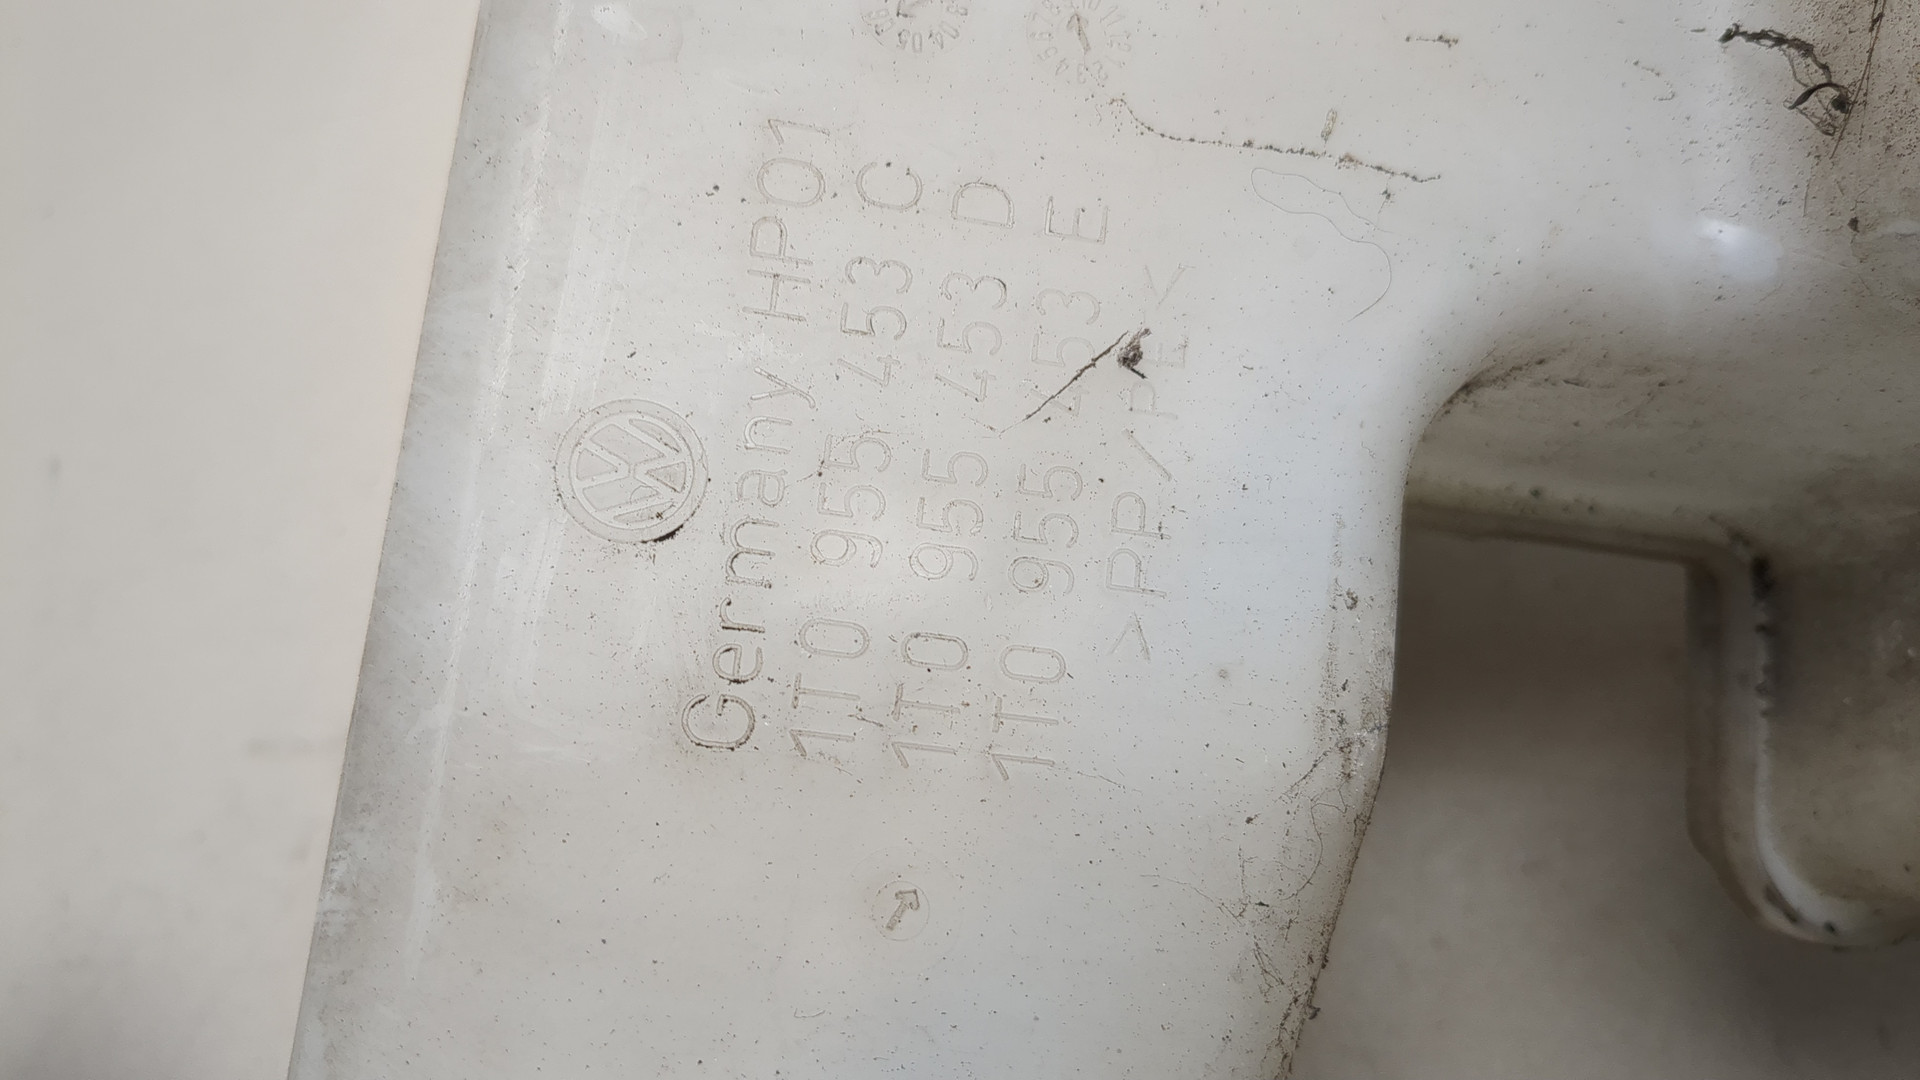 Germany HP01
1T0 955 453 C
1T0 955 453 D
1T0 955 453 E
>PP/PE<